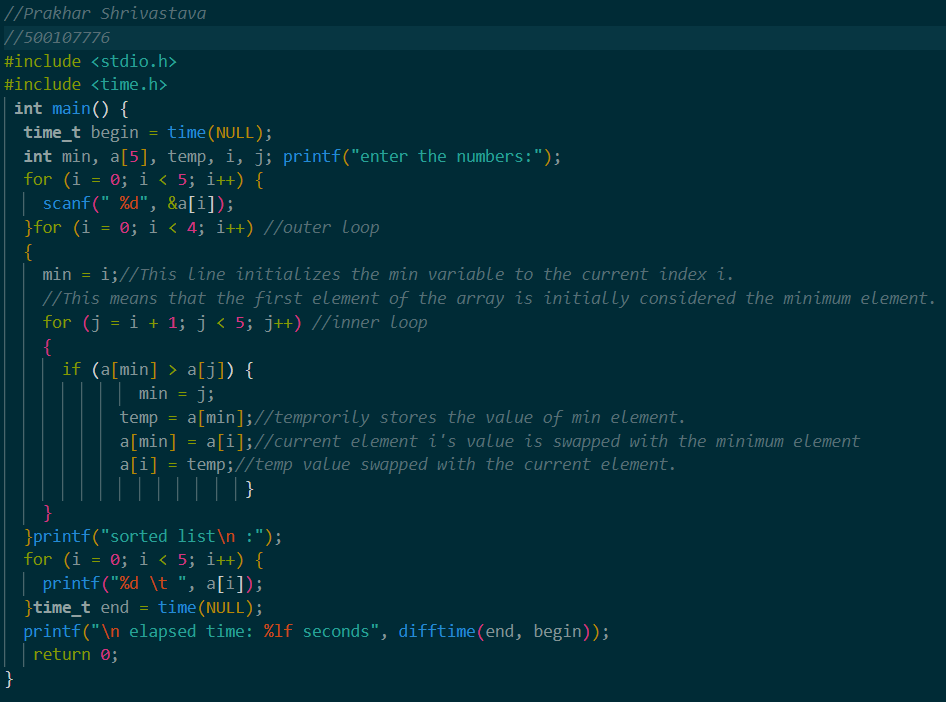 //Prakhar Shrivastava
//500107776
#include <stdio.h>
#include <time.h>
int main() {
time_t begin = time(NULL);
int min, a[5], temp, i, j; printf("enter the numbers:");
for (i = 0; i < 5; i++) {
scanf(" %d", &a[i]);
}for (i = 0; i < 4; i++) //outer loop
{
min = i;//This line initializes the min variable to the current index i.
//This means that the first element of the array is initially considered the minimum element.
for (j = i + 1; j < 5; j++) //inner loop
{
if (a[min] > a[j]) {
min = j;
temp = a[min];//temprorily stores the value of min element.
a[min] = a[i];//current element i's value is swapped with the minimum element
a[i] = temp;//temp value swapped with the current element.
}
}
}printf("sorted list\n :");
for (i = 0; i < 5; i++) {
printf("%d \t ", a[i]);
}time_t end = time(NULL);
printf("\n elapsed time: %lf seconds", difftime(end, begin));
return 0;
}